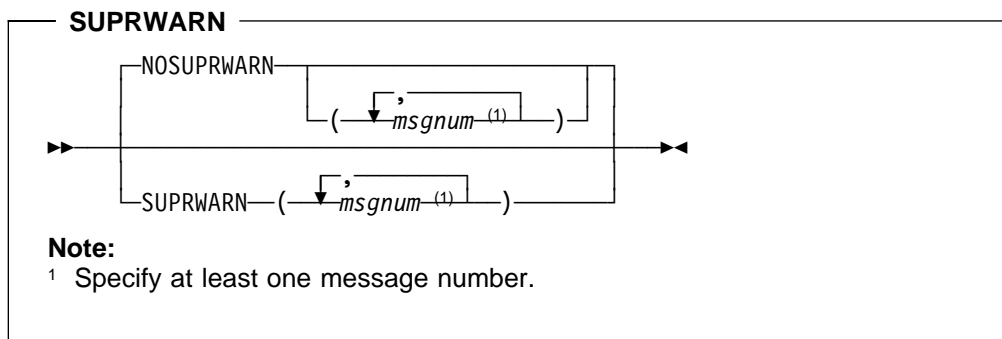 SUPRWARN
NOSUPRWARN
,
( msgnum (1) )
,
SUPRWARN ( msgnum (1) )
Note:
1 Specify at least one message number.